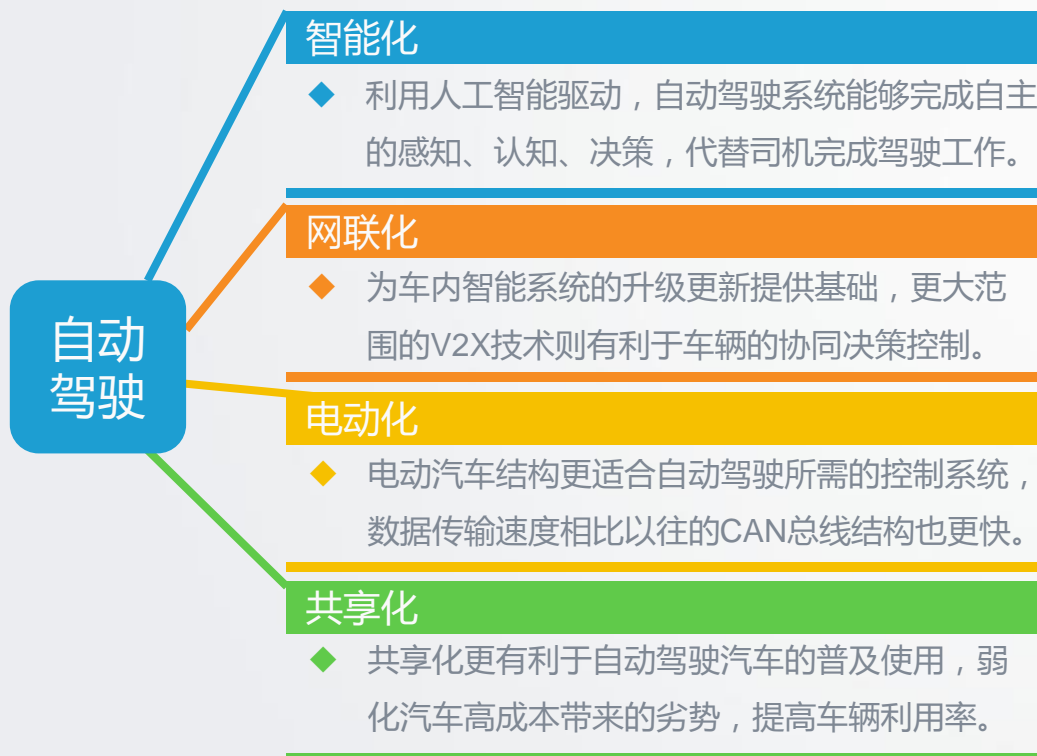 智能化
利用人工智能驱动，自动驾驶系统能够完成自主
的感知、认知、决策，代替司机完成驾驶工作。
网联化
为车内智能系统的升级更新提供基础，更大范
围的V2X技术则有利于车辆的协同决策控制。
自动
驾驶
电动化
电动汽车结构更适合自动驾驶所需的控制系统，
数据传输速度相比以往的CAN总线结构也更快。
共享化
共享化更有利于自动驾驶汽车的普及使用，弱
化汽车高成本带来的劣势，提高车辆利用率。